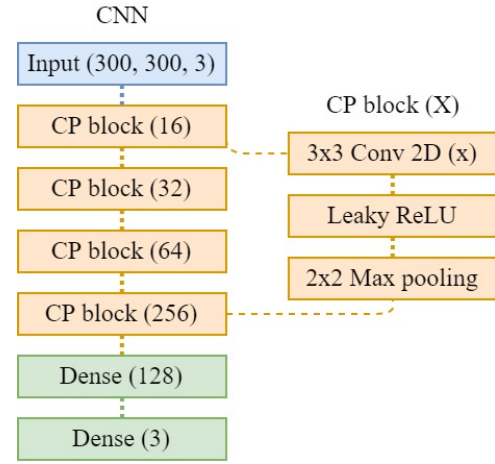 CNN
Input (300, 300, 3)
CP block (16)
CP block (32)
CP block (64)
CP block (256)
Dense (128)
Dense (3)
CP block (X)
3x3 Conv 2D (x)
Leaky ReLU
2x2 Max pooling